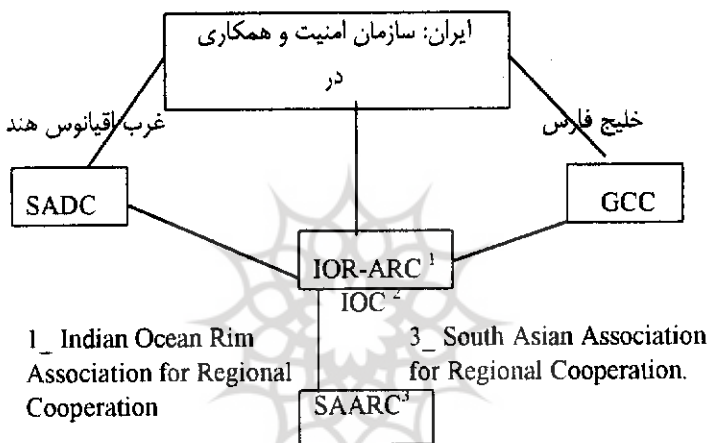 ایران: سازمان امنیت و همکاری
در
غرب اقیانوس هند
خلیج فارس
SADC
GCC
IOR-ARC ¹
IOC ²
1_ Indian Ocean Rim
Association for Regional
Cooperation
3_ South Asian Association
for Regional Cooperation.
SAARC³